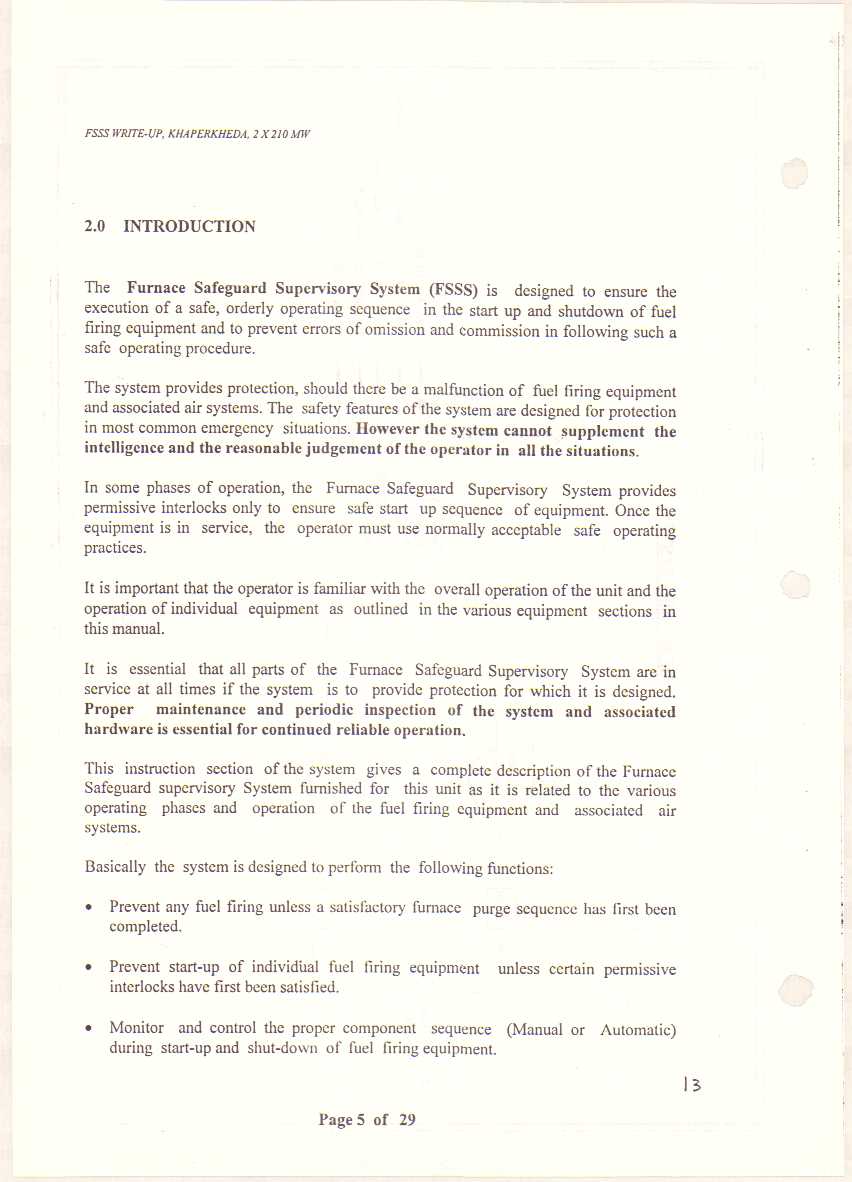 FSSS WRITE-UP, KHAPERKHEDA, 2 X 210 MW
2.0 INTRODUCTION
The Furnace Safeguard Supervisory System (FSSS) is designed to ensure the
execution of a safe, orderly operating sequence in the start up and shutdown of fuel
firing equipment and to prevent errors of omission and commission in following such a
safe operating procedure.
The system provides protection, should there be a malfunction of fuel firing equipment
and associated air systems. The safety features of the system are designed for protection
in most common emergency situations. However the system cannot supplement the
intelligence and the reasonable judgement of the operator in all the situations.
In some phases of operation, the Furnace Safeguard Supervisory System provides
permissive interlocks only to ensure safe start up sequence of equipment. Once the
equipment is in service, the operator must use normally acceptable safe operating
practices.
It is important that the operator is familiar with the overall operation of the unit and the
operation of individual equipment as outlined in the various equipment sections in
this manual.
It is essential that all parts of the Furnace Safeguard Supervisory System are in
service at all times if the system is to provide protection for which it is designed.
Proper maintenance and periodic inspection of the system and associated
hardware is essential for continued reliable operation.
This instruction section of the system gives a complete description of the Furnace
Safeguard supervisory System furnished for this unit as it is related to the various
operating phases and operation of the fuel firing equipment and associated air
systems.
Basically the system is designed to perform the following functions:
• Prevent any fuel firing unless a satisfactory furnace purge sequence has first been
completed.
• Prevent start-up of individual fuel firing equipment unless certain permissive
interlocks have first been satisfied.
• Monitor and control the proper component sequence (Manual or Automatic)
during start-up and shut-down of fuel firing equipment.
13
Page 5 of 29